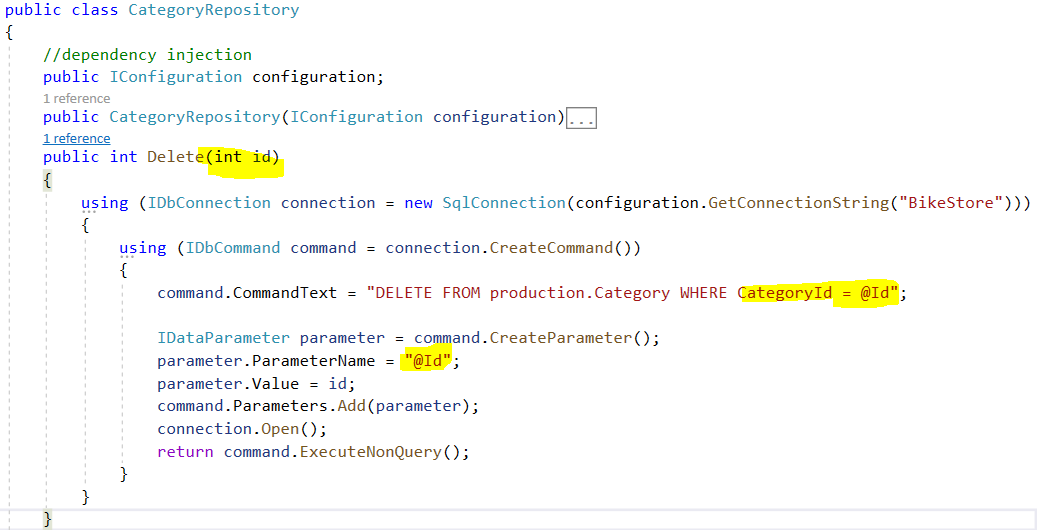 public class CategoryRepository
{
//dependency injection
public IConfiguration configuration;
1 reference
public CategoryRepository(IConfiguration configuration)...
1 reference
public int Delete(int id)
{
using (IDbConnection connection = new SqlConnection(configuration.GetConnectionString("BikeStore")))
{
using (IDbCommand command = connection.CreateCommand())
{
command.CommandText = "DELETE FROM production.Category WHERE CategoryId = @Id";
IDataParameter parameter = command.CreateParameter();
parameter.ParameterName = "@Id";
parameter.Value = id;
command.Parameters.Add(parameter);
connection.Open();
return command.ExecuteNonQuery();
}
}
}